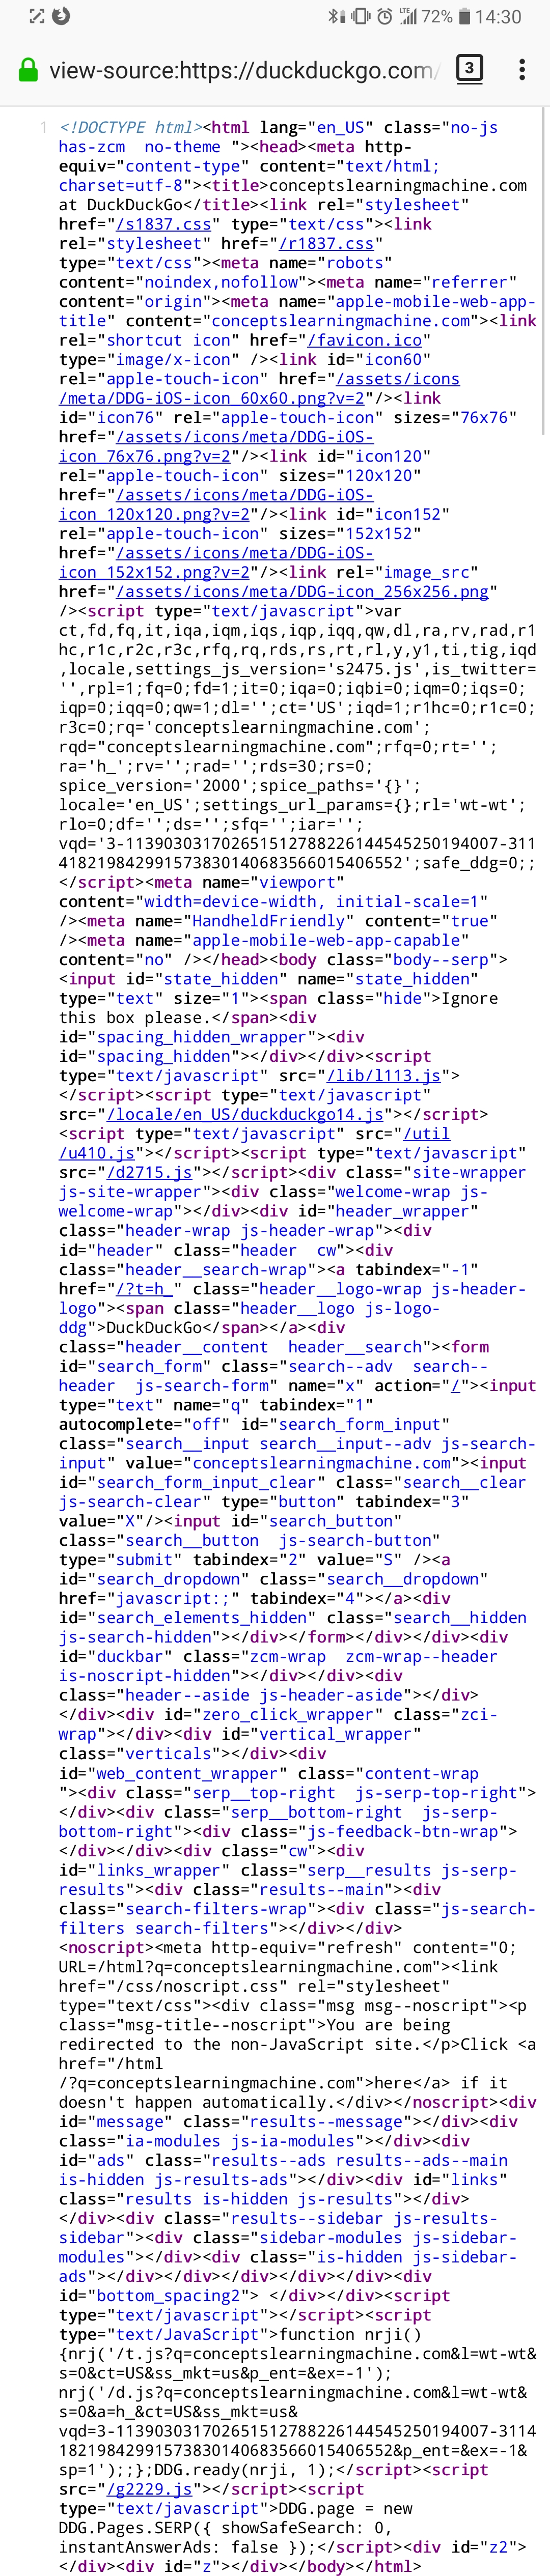 72% 14:30
view-source:https://duckduckgo.com/ 3
1 <!DOCTYPE html><html lang="en_US" class="no-js
has-zcm  no-theme "><head><meta http-
equiv="content-type" content="text/html;
charset=utf-8"><title>conceptslearningmachine.com
at DuckDuckGo</title><link rel="stylesheet"
href="/s1837.css" type="text/css"><link
rel="stylesheet" href="/r1837.css"
type="text/css"><meta name="robots"
content="noindex,nofollow"><meta name="referrer"
content="origin"><meta name="apple-mobile-web-app-
title" content="conceptslearningmachine.com"><link
rel="shortcut icon" href="/favicon.ico"
type="image/x-icon" /><link id="icon60"
rel="apple-touch-icon" href="/assets/icons
/meta/DDG-iOS-icon_60x60.png?v=2"/><link
id="icon76" rel="apple-touch-icon" sizes="76x76"
href="/assets/icons/meta/DDG-iOS-
icon_76x76.png?v=2"/><link id="icon120"
rel="apple-touch-icon" sizes="120x120"
href="/assets/icons/meta/DDG-iOS-
icon_120x120.png?v=2"/><link id="icon152"
rel="apple-touch-icon" sizes="152x152"
href="/assets/icons/meta/DDG-iOS-
icon_152x152.png?v=2"/><link rel="image_src"
href="/assets/icons/meta/DDG-icon_256x256.png"
/><script type="text/javascript">var
ct,fd,fq,it,iqa,iqm,iqs,iqp,iqq,qw,dl,ra,rv,rad,r1
hc,r1c,r2c,r3c,rfq,rq,rds,rs,rt,rl,y,y1,ti,tig,iqd
,locale,settings_js_version='s2475.js',is_twitter=
'',rpl=1;fq=0;fd=1;it=0;iqa=0;iqbi=0;iqm=0;iqs=0;
iqp=0;iqq=0;qw=1;dl='';ct='US';iqd=1;r1hc=0;r1c=0;
r3c=0;rq='conceptslearningmachine.com';
rqd="conceptslearningmachine.com";rfq=0;rt='';
ra='h_';rv='';rad='';rds=30;rs=0;
spice_version='2000';spice_paths='{}';
locale='en_US';settings_url_params={};rl='wt-wt';
rlo=0;df='';ds='';sfq='';iar='';
vqd='3-113903031702651512788226144545250194007-311
418219842991573830140683566015406552';safe_ddg=0;;
</script><meta name="viewport"
content="width=device-width, initial-scale=1"
/><meta name="HandheldFriendly" content="true"
/><meta name="apple-mobile-web-app-capable"
content="no" /></head><body class="body--serp">
<input id="state_hidden" name="state_hidden"
type="text" size="1"><span class="hide">Ignore
this box please.</span><div
id="spacing_hidden_wrapper"><div
id="spacing_hidden"></div></div><script
type="text/javascript" src="/lib/l113.js">
</script><script type="text/javascript"
src="/locale/en_US/duckduckgo14.js"></script>
<script type="text/javascript" src="/util
/u410.js"></script><script type="text/javascript"
src="/d2715.js"></script><div class="site-wrapper
js-site-wrapper"><div class="welcome-wrap js-
welcome-wrap"></div><div id="header_wrapper"
class="header-wrap js-header-wrap"><div
id="header" class="header  cw"><div
class="header__search-wrap"><a tabindex="-1"
href="/?t=h_" class="header__logo-wrap js-header-
logo"><span class="header__logo js-logo-
ddg">DuckDuckGo</span></a><div
class="header__content  header__search"><form
id="search_form" class="search--adv  search--
header  js-search-form" name="x" action="/"><input
type="text" name="q" tabindex="1"
autocomplete="off" id="search_form_input"
class="search__input search__input--adv js-search-
input" value="conceptslearningmachine.com"><input
id="search_form_input_clear" class="search__clear
js-search-clear" type="button" tabindex="3"
value="X"/><input id="search_button"
class="search__button  js-search-button"
type="submit" tabindex="2" value="S" /><a
id="search_dropdown" class="search__dropdown"
href="javascript:;" tabindex="4"></a><div
id="search_elements_hidden" class="search__hidden
js-search-hidden"></div></form></div></div><div
id="duckbar" class="zcm-wrap  zcm-wrap--header
is-noscript-hidden"></div></div><div
class="header--aside js-header-aside"></div>
</div><div id="zero_click_wrapper" class="zci-
wrap"></div><div id="vertical_wrapper"
class="verticals"></div><div
id="web_content_wrapper" class="content-wrap
"><div class="serp__top-right  js-serp-top-right">
</div><div class="serp__bottom-right  js-serp-
bottom-right"><div class="js-feedback-btn-wrap">
</div></div><div class="cw"><div
id="links_wrapper" class="serp__results js-serp-
results"><div class="results--main"><div
class="search-filters-wrap"><div class="js-search-
filters search-filters"></div></div>
<noscript><meta http-equiv="refresh" content="0;
URL=/html?q=conceptslearningmachine.com"><link
href="/css/noscript.css" rel="stylesheet"
type="text/css"><div class="msg msg--noscript"><p
class="msg-title--noscript">You are being
redirected to the non-JavaScript site.</p>Click <a
href="/html
/?q=conceptslearningmachine.com">here</a> if it
doesn't happen automatically.</div></noscript><div
id="message" class="results--message"></div><div
class="ia-modules js-ia-modules"></div><div
id="ads" class="results--ads results--ads--main
is-hidden js-results-ads"></div><div id="links"
class="results is-hidden js-results"></div>
</div><div class="results--sidebar js-results-
sidebar"><div class="sidebar-modules js-sidebar-
modules"></div><div class="is-hidden js-sidebar-
ads"></div></div></div></div></div><div
id="bottom_spacing2"> </div></div><script
type="text/javascript"></script><script
type="text/JavaScript">function nrji()
{nrj('/t.js?q=conceptslearningmachine.com&l=wt-wt&
s=0&ct=US&ss_mkt=us&p_ent=&ex=-1');
nrj('/d.js?q=conceptslearningmachine.com&l=wt-wt&
s=0&a=h_&ct=US&ss_mkt=us&
vqd=3-113903031702651512788226144545250194007-3114
18219842991573830140683566015406552&p_ent=&ex=-1&
sp=1');;};DDG.ready(nrji, 1);</script><script
src="/g2229.js"></script><script
type="text/javascript">DDG.page = new
DDG.Pages.SERP({ showSafeSearch: 0,
instantAnswerAds: false });</script><div id="z2">
</div><div id="z"></div></body></html>